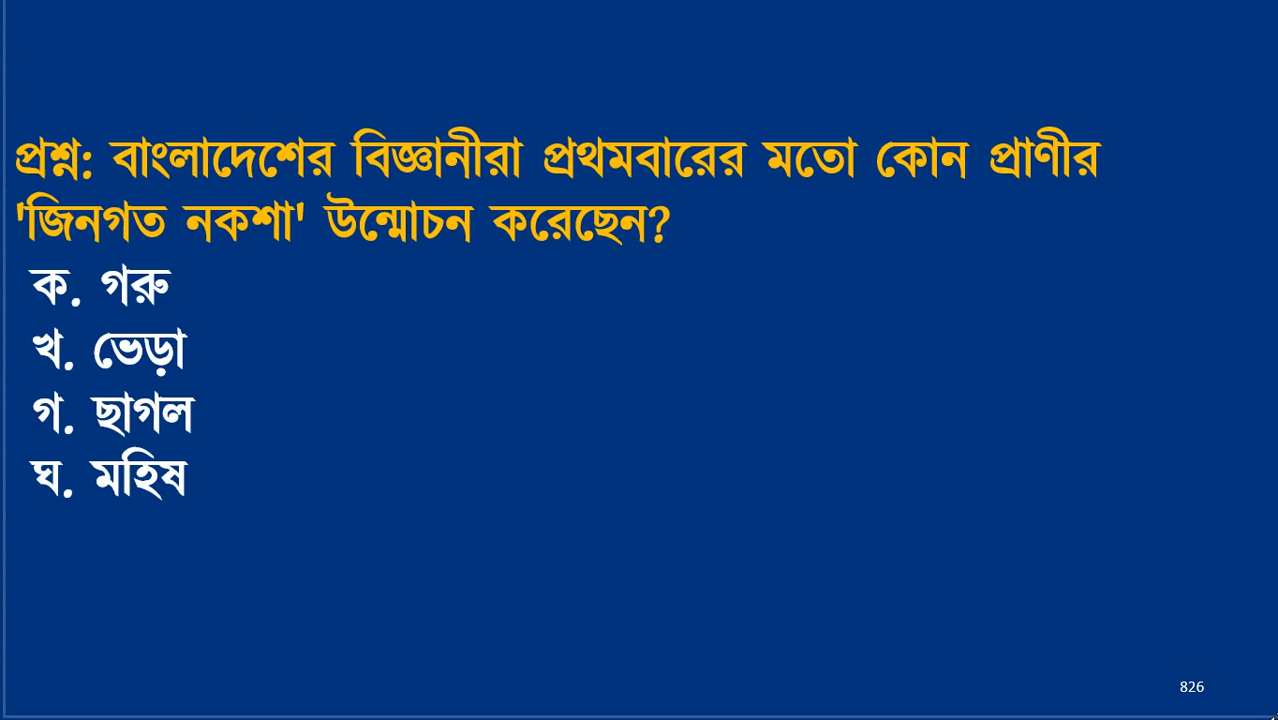 প্রশ্ন: বাংলাদেশের বিজ্ঞানীরা প্রথমবারের মতো কোন প্রাণীর
'জিনগত নকশা' উন্মোচন করেছেন?
ক. গরু
খ. ভেড়া
গ. ছাগল
ঘ. মহিষ
826